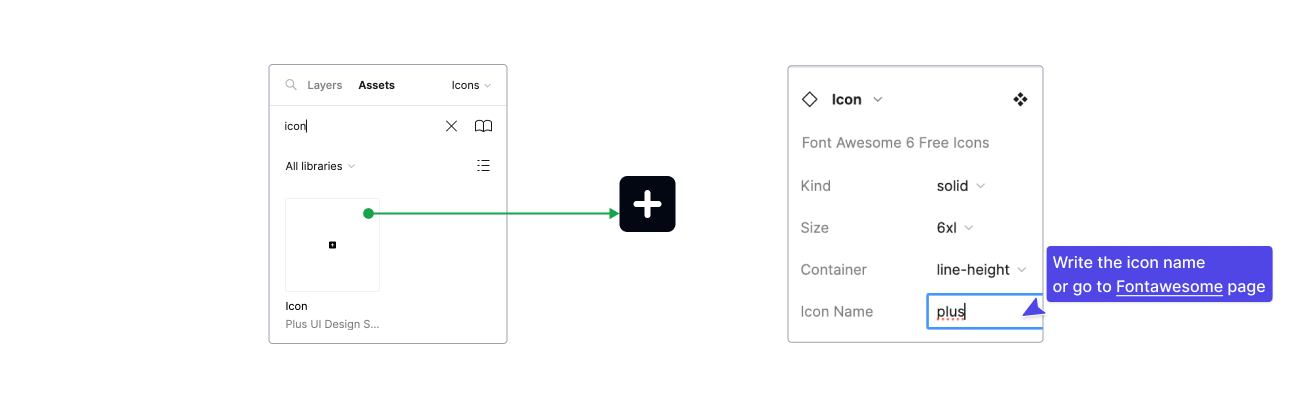 Layers Assets Icons
icon
All libraries
Icon
Plus UI Design S...
Icon
Font Awesome 6 Free Icons
Kind solid
Size 6xl
Container line-height
Icon Name plus
Write the icon name
or go to Fontawesome page